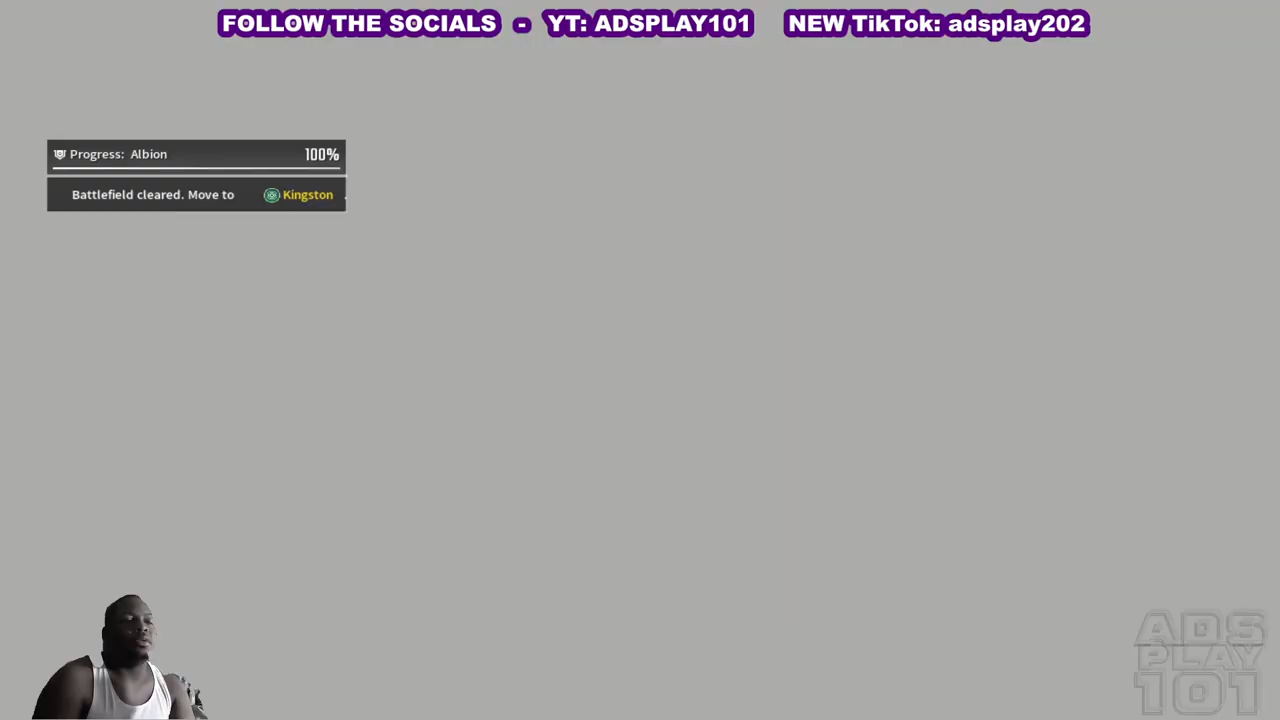 FOLLOW THE SOCIALS - YT: ADSPLAY101 NEW TikTok: adsplay202
Progress: Albion 100%
Battlefield cleared. Move to Kingston .
ADS
PLAY
101